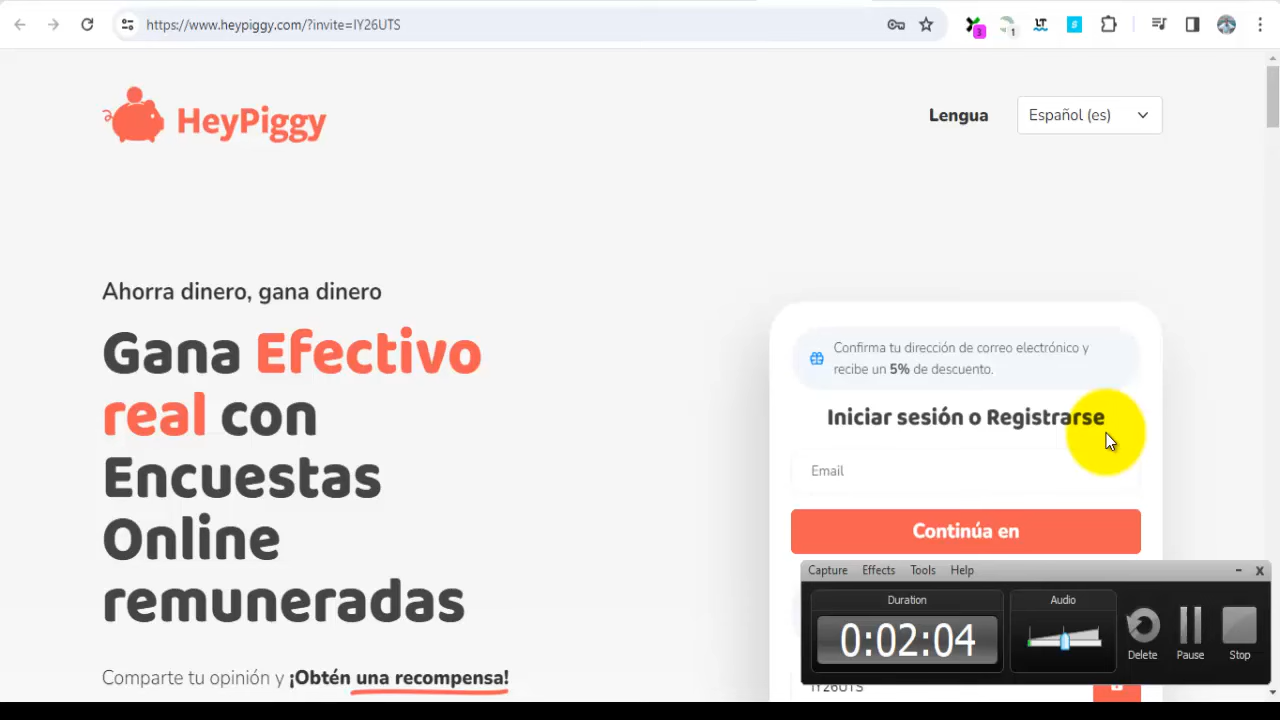 https://www.heypiggy.com/?invite=IY26UTS
3
1
LT
HeyPiggy
Lengua
Español (es)
Ahorra dinero, gana dinero
Gana Efectivo
real con
Encuestas
Online
remuneradas
Comparte tu opinión y ¡Obtén una recompensa!
Confirma tu dirección de correo electrónico y
recibe un 5% de descuento.
Iniciar sesión o Registrarse
Email
Continúa en
Capture Effects Tools Help
Duration
Audio
0:02:04
Delete
Pause
Stop
IY26UTS